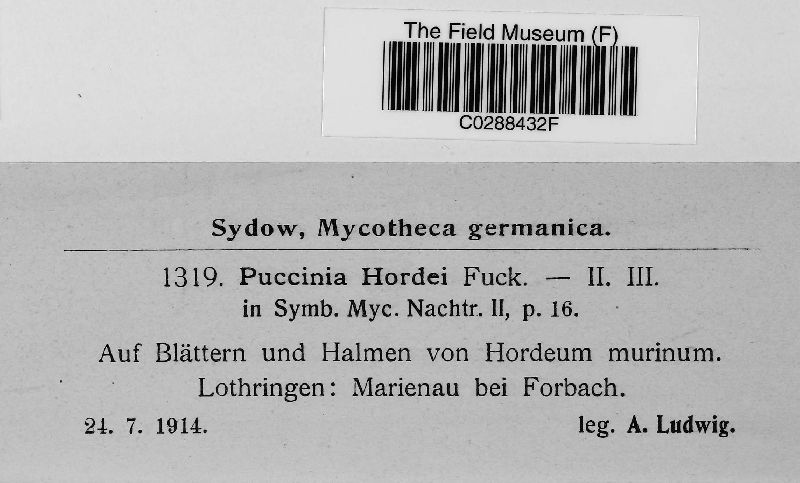 The Field Museum (F)
C0288432F
Sydow, Mycotheca germanica.
1319. Puccinia Hordei Fuck. — II. III.
in Symb. Myc. Nachtr. II, p. 16.
Auf Blättern und Halmen von Hordeum murinum.
Lothringen: Marienau bei Forbach.
24. 7. 1914. leg. A. Ludwig.